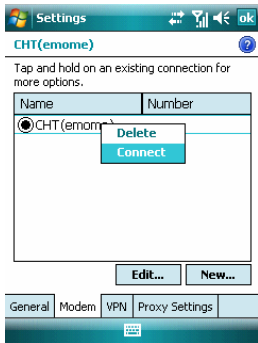 Settings
ok
CHT(emome)
Tap and hold on an existing connection for
more options.
Name Number
CHT(emome)
Delete
Connect
Edit... New...
General Modem VPN Proxy Settings